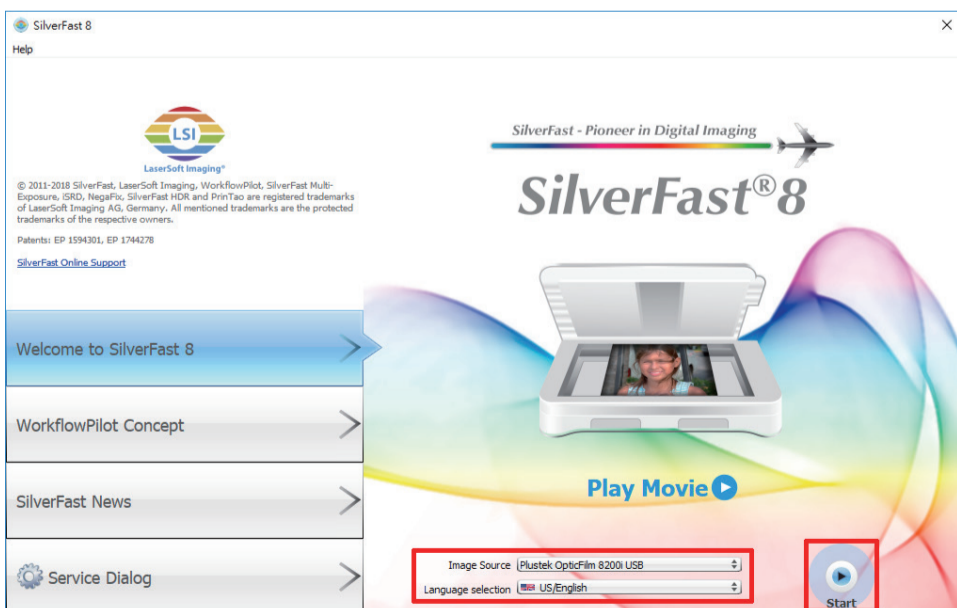 SilverFast 8
Help
LSI
LaserSoft Imaging®
© 2011-2018 SilverFast, LaserSoft Imaging, WorkflowPilot, SilverFast Multi-
Exposure, iSRD, NegaFix, SilverFast HDR and PrinTao are registered trademarks
of LaserSoft Imaging AG, Germany. All mentioned trademarks are the protected
trademarks of the respective owners.
Patents: EP 1594301, EP 1744278
SilverFast Online Support
SilverFast - Pioneer in Digital Imaging
SilverFast®8
Welcome to SilverFast 8
WorkflowPilot Concept
SilverFast News
Service Dialog
Play Movie
Image Source Plustek OpticFilm 8200i USB
Language selection US/English
Start